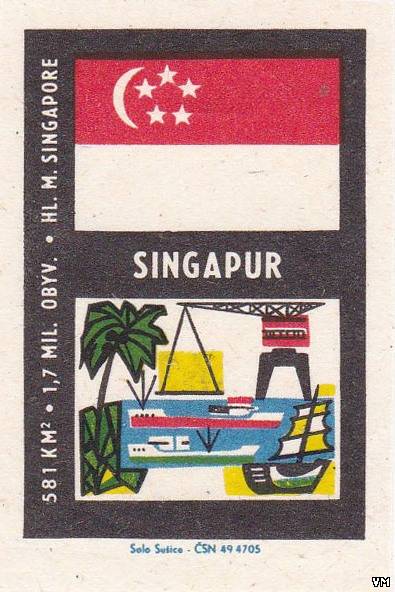 581 KM² • 1,7 MIL. OBYV. • HL. M. SINGAPORE
SINGAPUR
Solo Sušice - ČSN 49 4705
VM